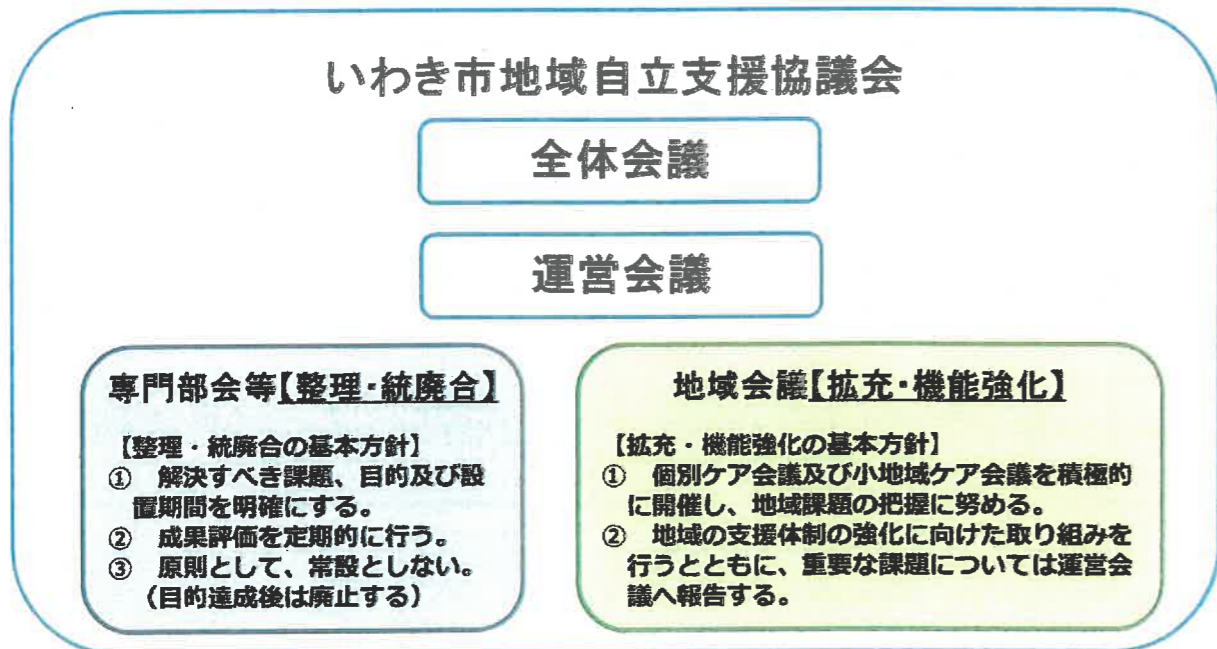 いわき市地域自立支援協議会
全体会議
運営会議
専門部会等【整理・統廃合】
【整理・統廃合の基本方針】
① 解決すべき課題、目的及び設
置期間を明確にする。
② 成果評価を定期的に行う。
③ 原則として、常設としない。
（目的達成後は廃止する）
地域会議【拡充・機能強化】
【拡充・機能強化の基本方針】
① 個別ケア会議及び小地域ケア会議を積極的
に開催し、地域課題の把握に努める。
② 地域の支援体制の強化に向けた取り組みを
行うとともに、重要な課題については運営会
議へ報告する。